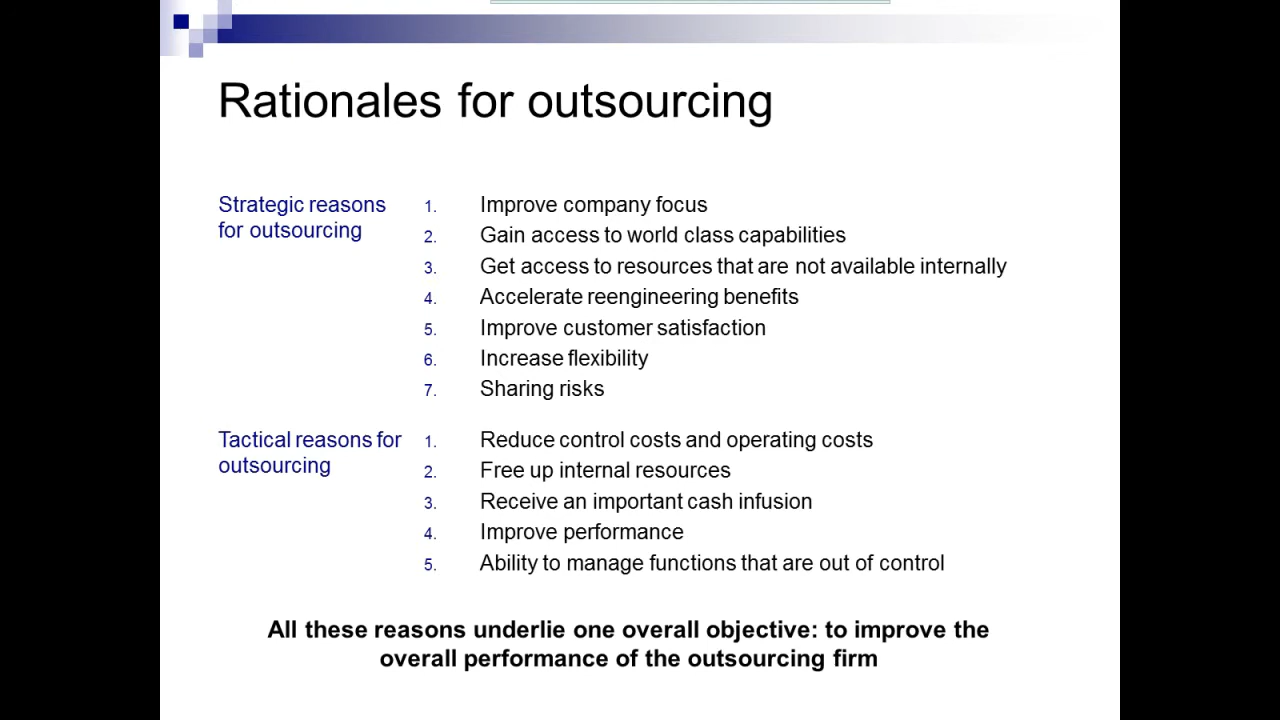 Rationales for outsourcing
Strategic reasons
for outsourcing
1. Improve company focus
2. Gain access to world class capabilities
3. Get access to resources that are not available internally
4. Accelerate reengineering benefits
5. Improve customer satisfaction
6. Increase flexibility
7. Sharing risks
Tactical reasons for
outsourcing
1. Reduce control costs and operating costs
2. Free up internal resources
3. Receive an important cash infusion
4. Improve performance
5. Ability to manage functions that are out of control
All these reasons underlie one overall objective: to improve the
overall performance of the outsourcing firm